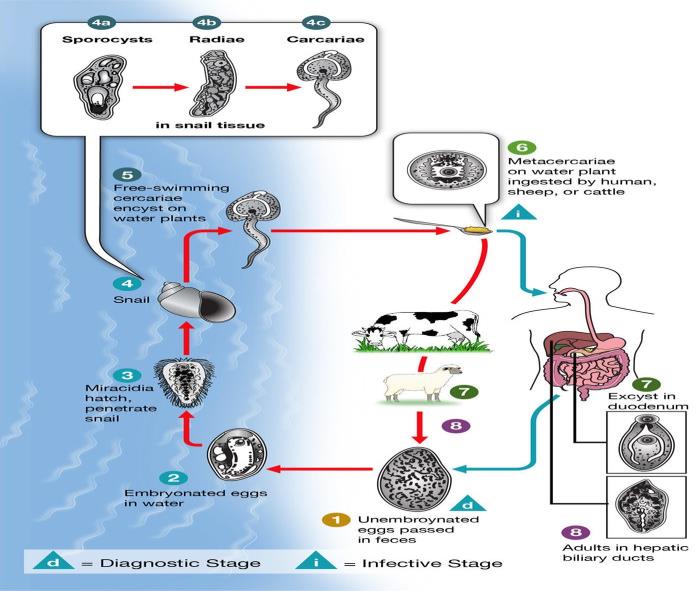 4a
4b
4c
Sporocysts
Radiae
Carcariae
in snail tissue
5
Free-swimming
cercariae
encyst on
water plants
6
Metacercariae
on water plant
ingested by human,
sheep, or cattle
i
4
Snail
3
Miracidia
hatch,
penetrate
snail
7
8
7
Excyst in
duodenum
2
Embryonated eggs
in water
d
1
Unembroynated
eggs passed
in feces
8
Adults in hepatic
biliary ducts
d = Diagnostic Stage
i = Infective Stage